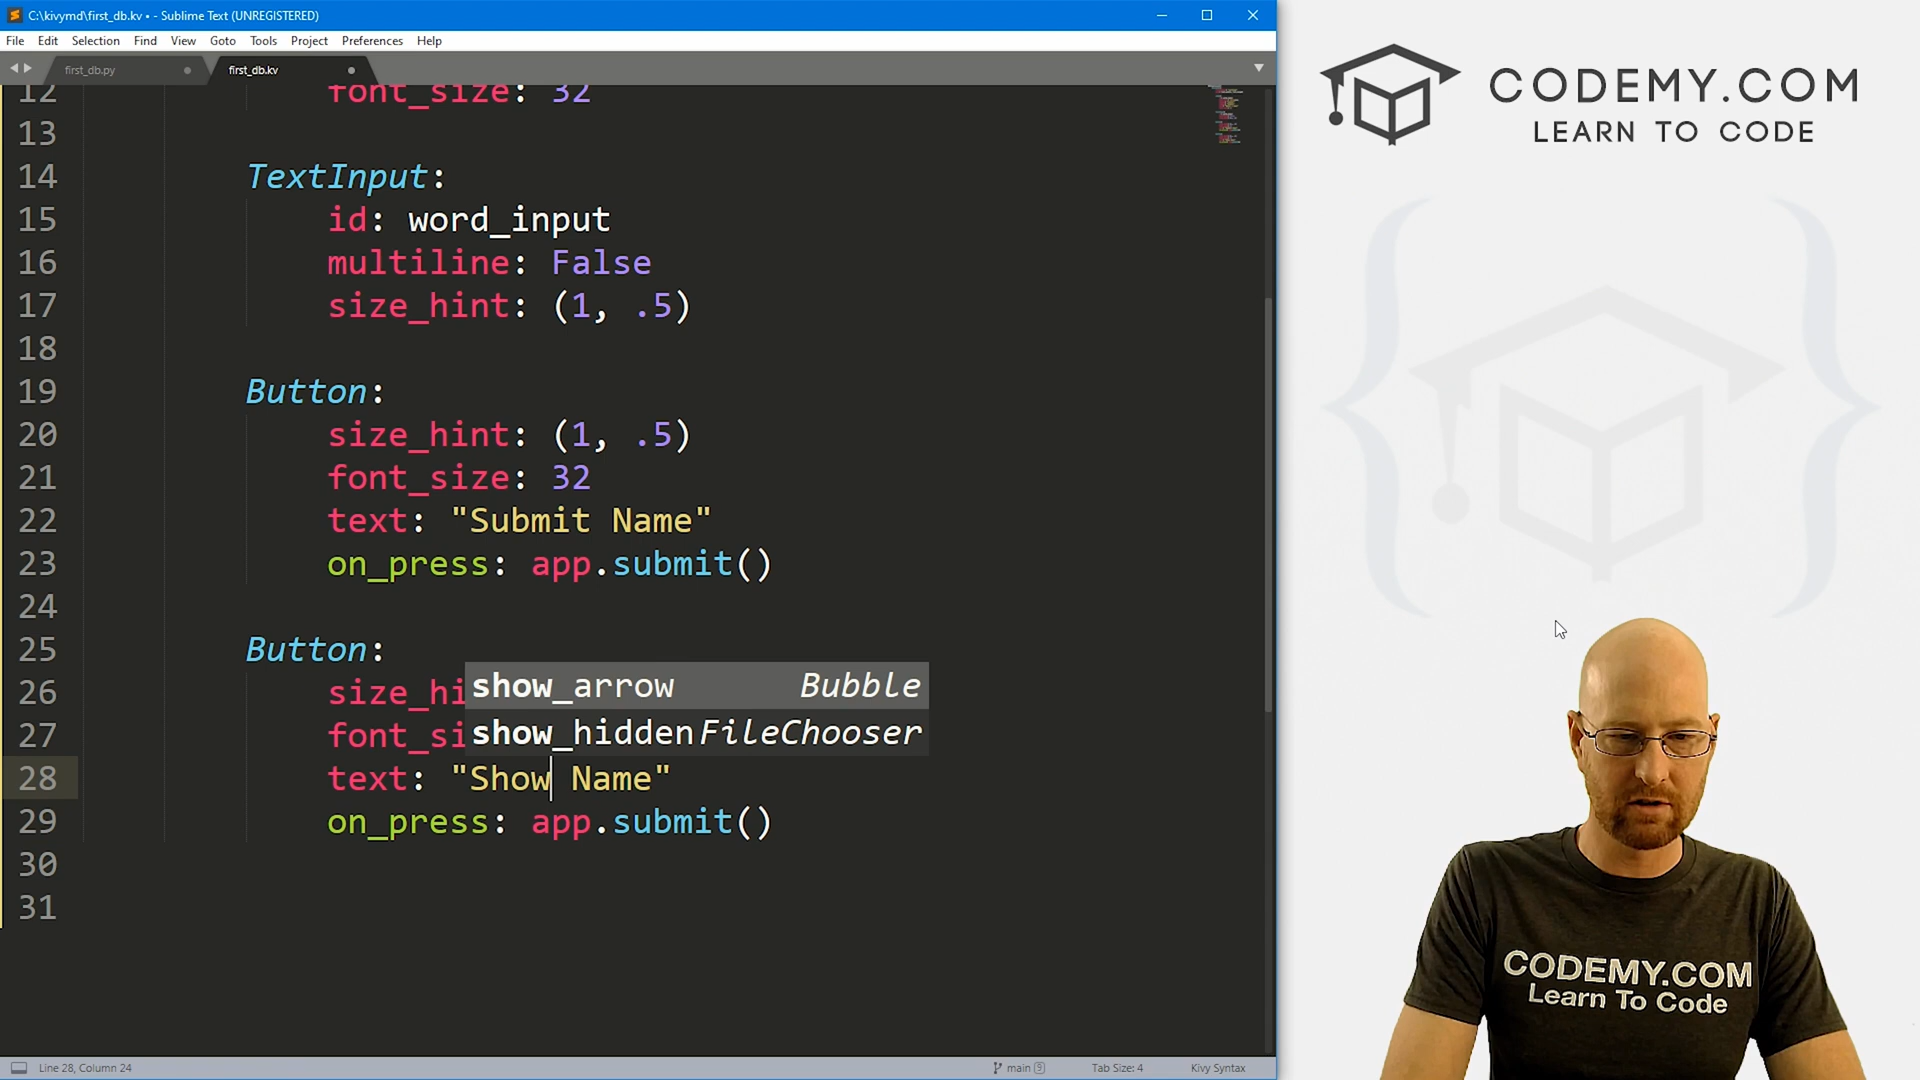 C:\kivymd\first_db.kv • - Sublime Text (UNREGISTERED)
File Edit Selection Find View Goto Tools Project Preferences Help
first_db.py
first_db.kv
12 font_size: 32
13
14 TextInput:
15 id: word_input
16 multiline: False
17 size_hint: (1, .5)
18
19 Button:
20 size_hint: (1, .5)
21 font_size: 32
22 text: "Submit Name"
23 on_press: app.submit()
24
25 Button:
26 size_hi
show_arrow Bubble
27 font_si
show_hidden FileChooser
28 text: "Show Name"
29 on_press: app.submit()
30
31
Line 28, Column 24
main 9
Tab Size: 4
Kivy Syntax
CODEMY.COM
LEARN TO CODE
CODEMY.COM
Learn To Code